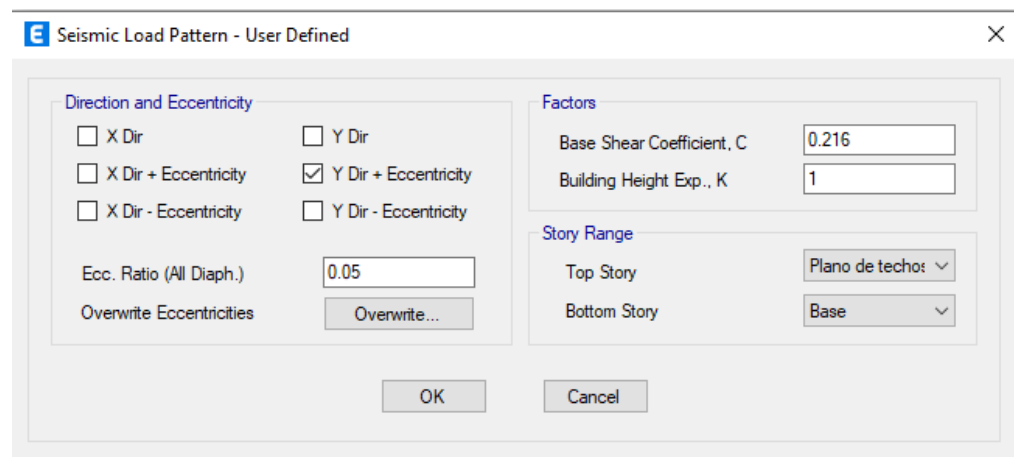 E Seismic Load Pattern - User Defined
Direction and Eccentricity
X Dir
Y Dir
X Dir + Eccentricity
Y Dir + Eccentricity
X Dir - Eccentricity
Y Dir - Eccentricity
Ecc. Ratio (All Diaph.)
0.05
Overwrite Eccentricities
Overwrite...
Factors
Base Shear Coefficient, C
0.216
Building Height Exp., K
1
Story Range
Top Story
Plano de techos
Bottom Story
Base
OK
Cancel